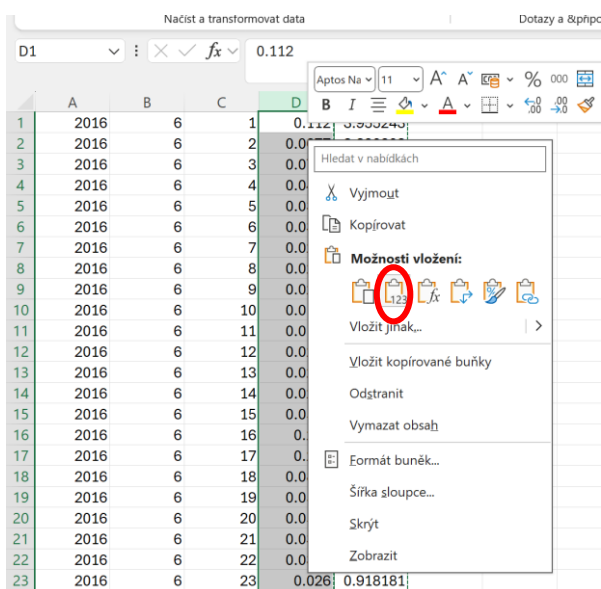 Načíst a transformovat data Dotazy a &připo
D1 fx 0.112
Aptos Na 11 A^ A˅ % 000
B I A .00 .00
A B C D
1 2016 6 1 0.112 3.955243
2 2016 6 2 0.0
Hledat v nabídkách
3 2016 6 3 0.0
4 2016 6 4 0.0
Vyjmout
5 2016 6 5 0.0
6 2016 6 6 0.0
Kopírovat
7 2016 6 7 0.0
Možnosti vložení:
8 2016 6 8 0.0
9 2016 6 9 0.0
123 fx
10 2016 6 10 0.0
11 2016 6 11 0.0
Vložit jinak...
12 2016 6 12 0.0
Vložit kopírované buňky
13 2016 6 13 0.0
14 2016 6 14 0.0
Odstranit
15 2016 6 15 0.0
Vymazat obsah
16 2016 6 16 0.
17 2016 6 17 0.
Formát buněk...
18 2016 6 18 0.0
19 2016 6 19 0.0
Šířka sloupce...
20 2016 6 20 0.0
Skrýt
21 2016 6 21 0.0
22 2016 6 22 0.0
Zobrazit
23 2016 6 23 0.026 0.918181